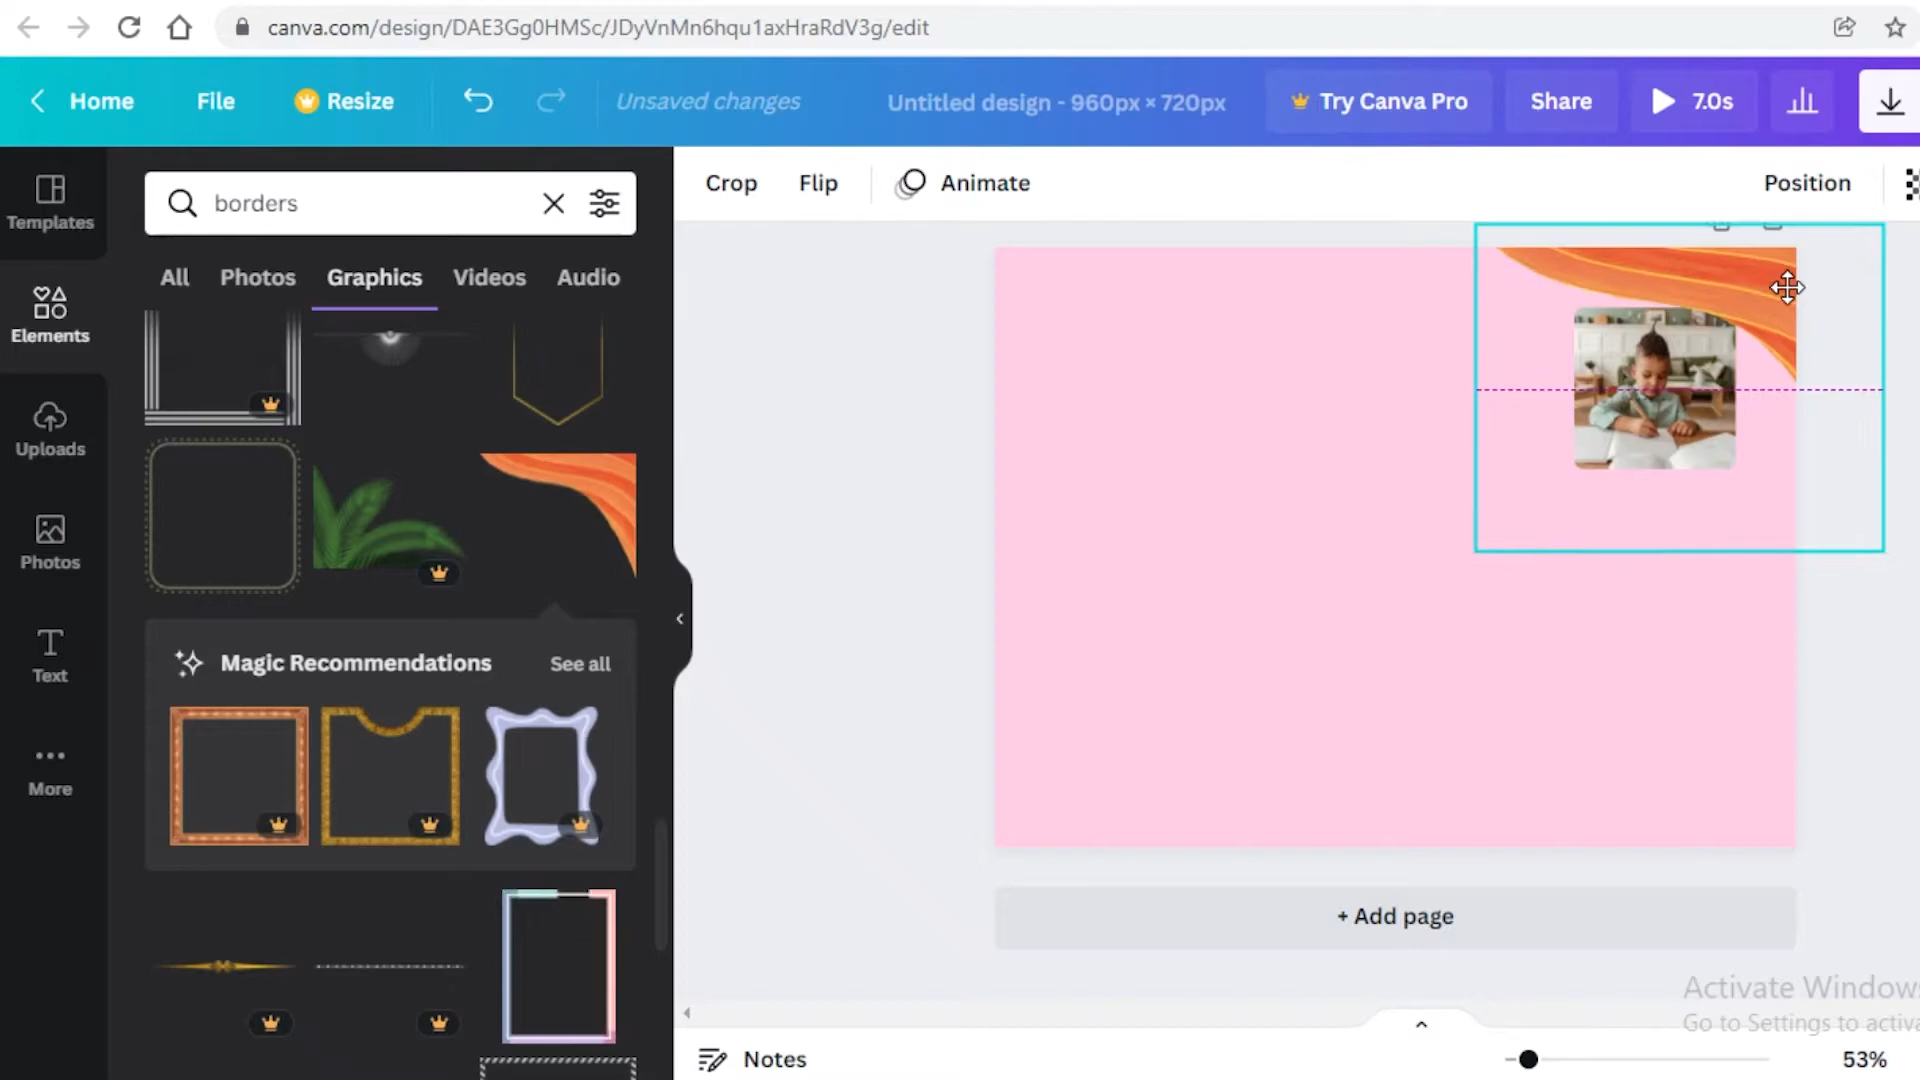 canva.com/design/DAE3Gg0HMSc/JDyVnMn6hqu1axHraRdV3g/edit
Home File Resize Unsaved changes Untitled design - 960px × 720px Try Canva Pro Share 7.0s
Templates
Elements
Uploads
Photos
Text
More
borders
All Photos Graphics Videos Audio
Magic Recommendations See all
Crop Flip Animate Position
+ Add page
Activate Windows
Go to Settings to activa
Notes 53%